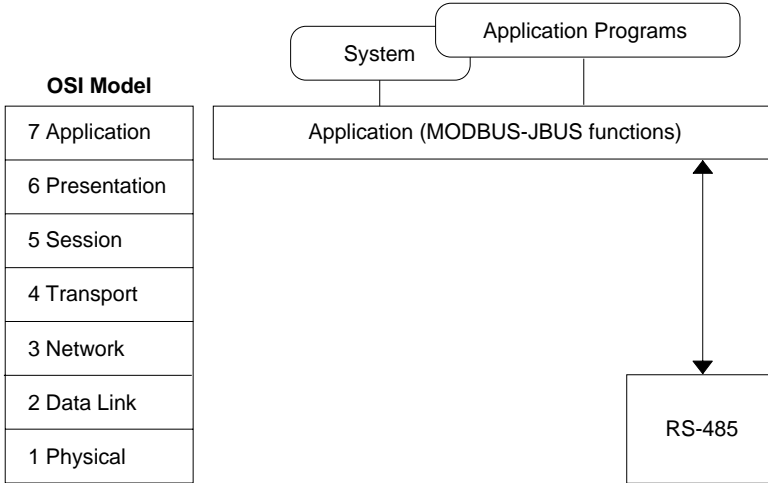 Application Programs
System
OSI Model
7 Application
Application (MODBUS-JBUS functions)
6 Presentation
5 Session
4 Transport
3 Network
2 Data Link
RS-485
1 Physical